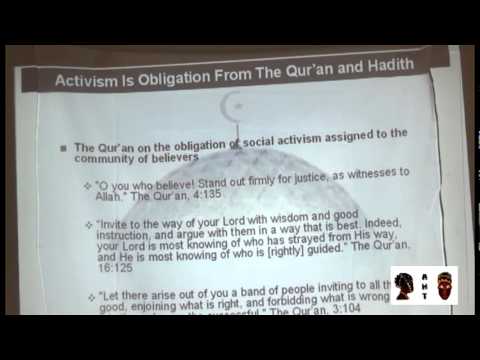 Activism Is Obligation From The Qur'an and Hadith
The Qur'an on the obligation of social activism assigned to the
community of believers
"O you who believe! Stand out firmly for justice, as witnesses to
Allah." The Qur'an, 4:135
"Invite to the way of your Lord with wisdom and good
instruction, and argue with them in a way that is best. Indeed,
your Lord is most knowing of who has strayed from His way,
and He is most knowing of who is [rightly] guided." The Qur'an,
16:125
"Let there arise out of you a band of people inviting to all th
good, enjoining what is right, and forbidding what is wrong
the successful." The Qur'an, 3:104
AHT